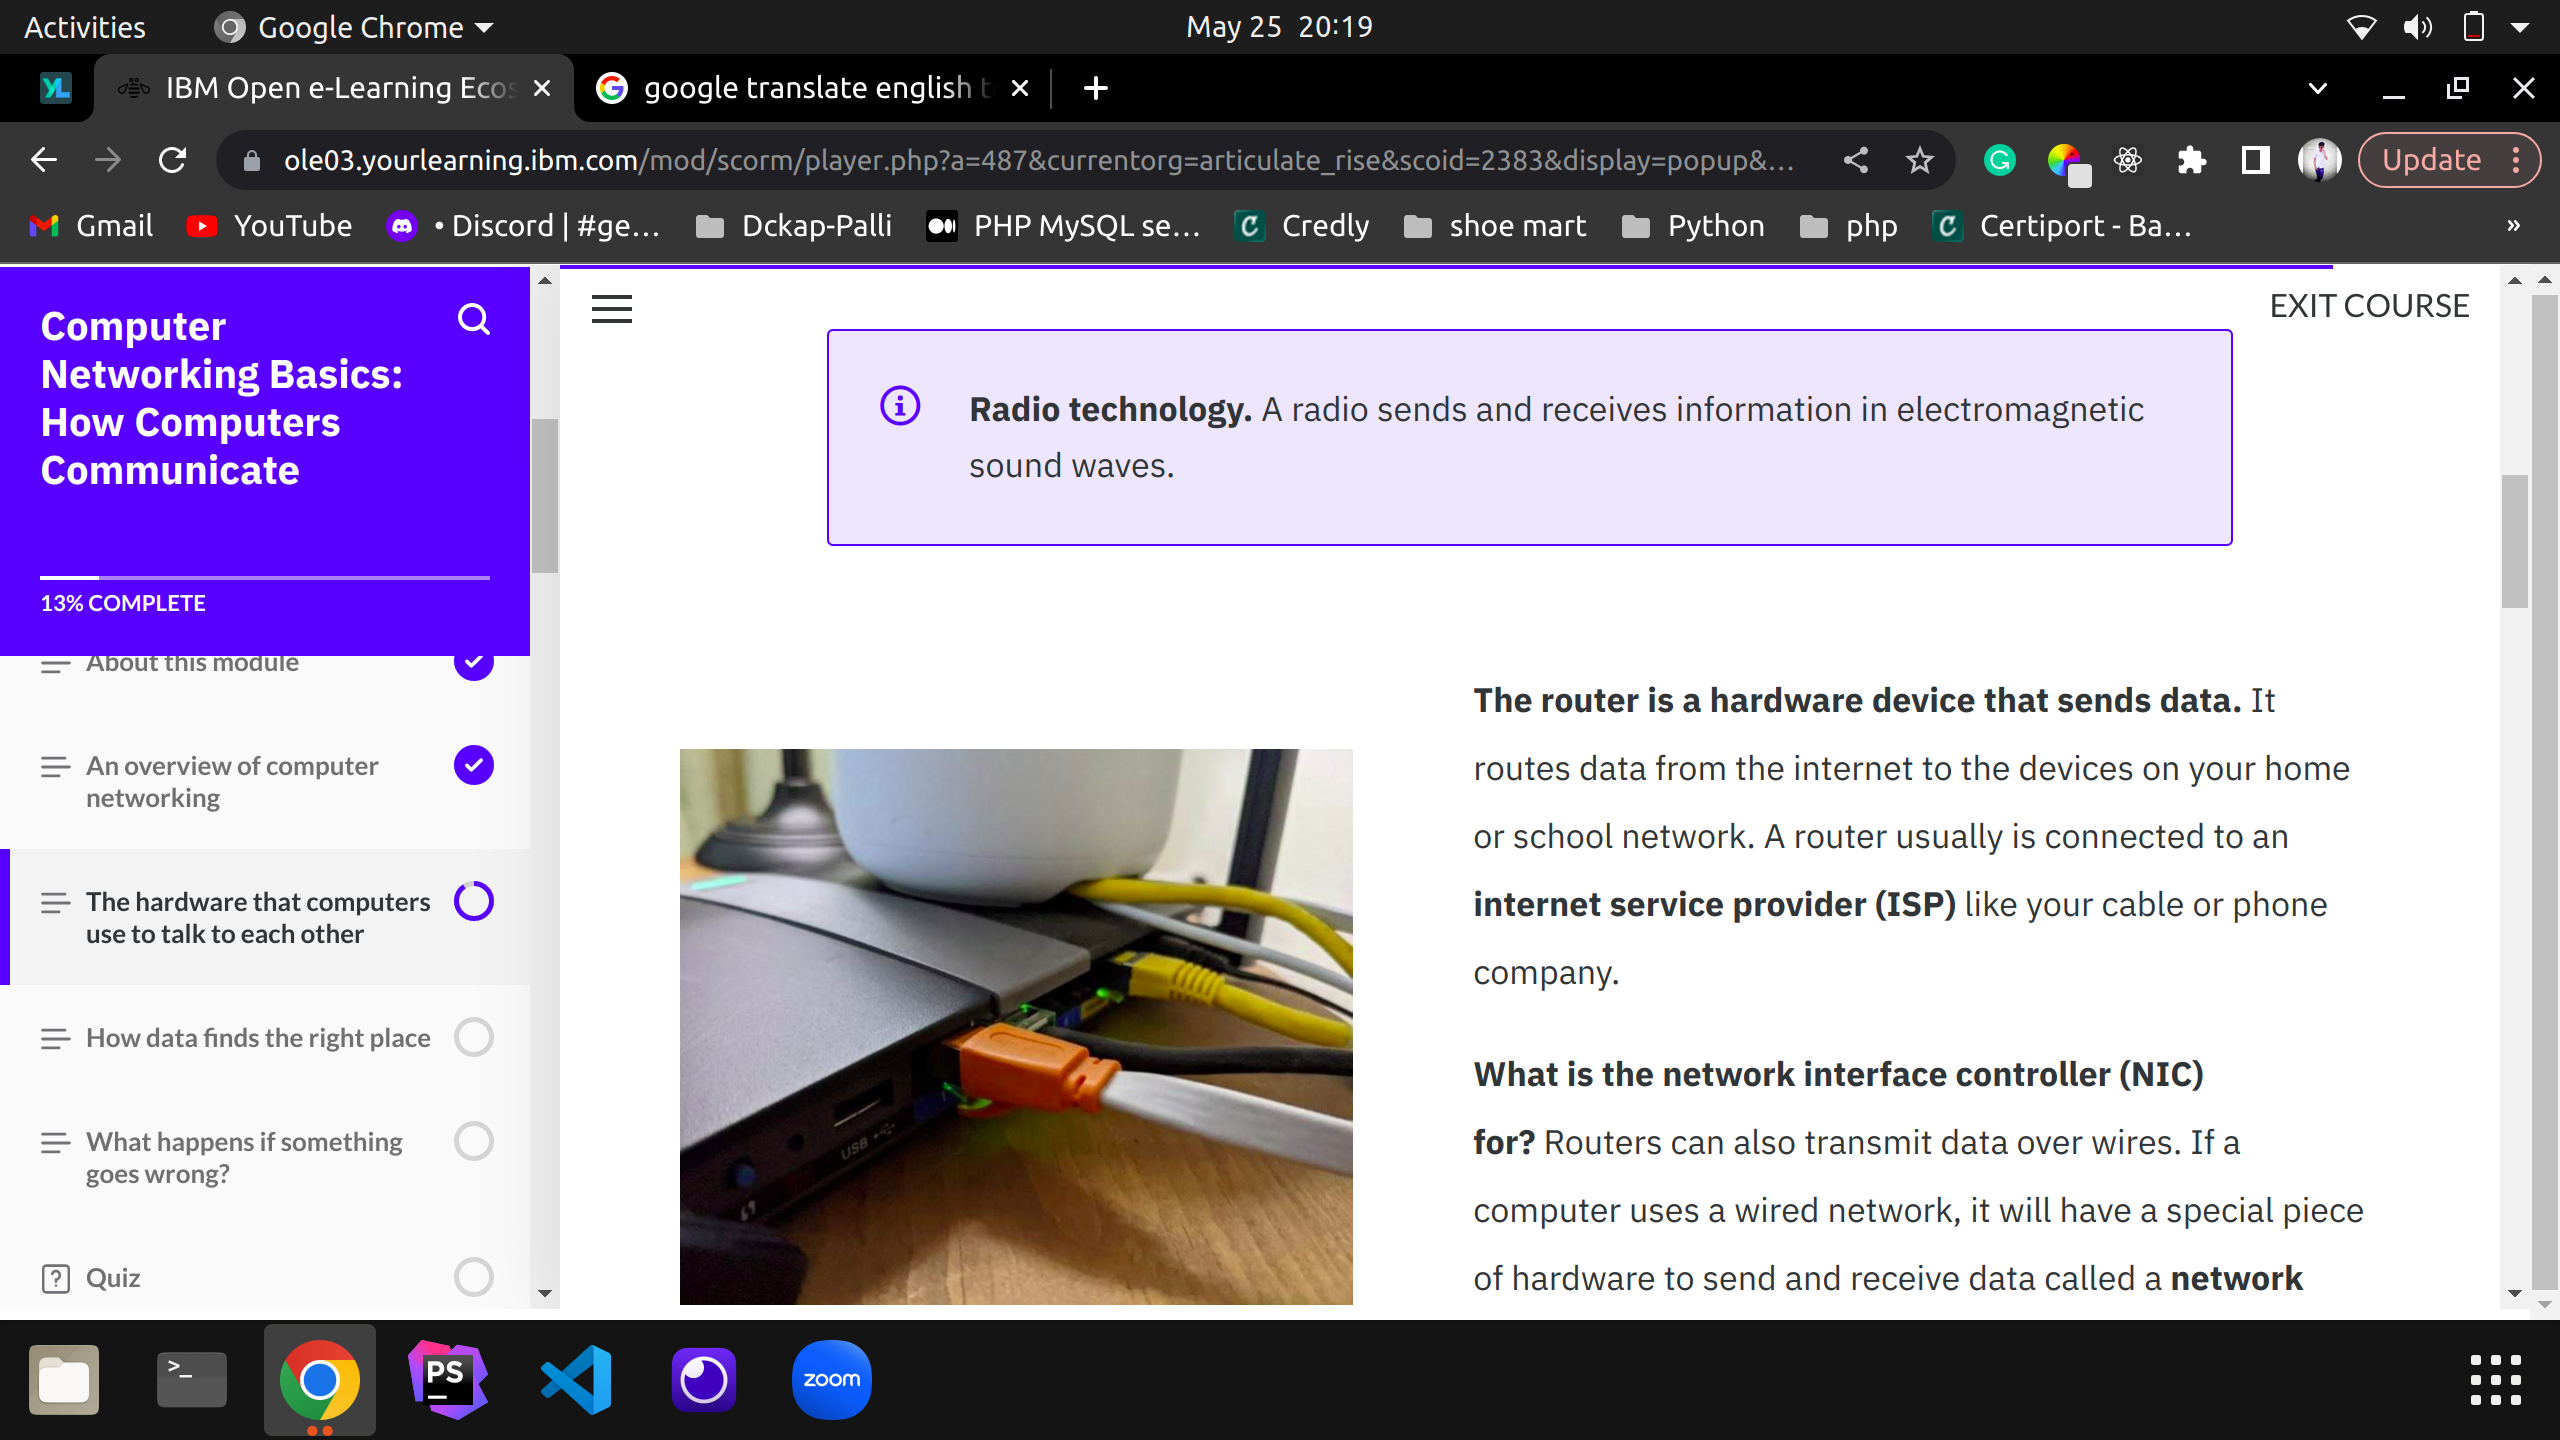 Activities
Google Chrome
May 25 20:19
IBM Open e-Learning Ecos
google translate english t
ole03.yourlearning.ibm.com/mod/scorm/player.php?a=487&currentorg=articulate_rise&scoid=2383&display=popup&...
Update
Gmail
YouTube
• Discord | #ge...
Dckap-Palli
PHP MySQL se...
Credly
shoe mart
Python
php
Certiport - Ba...
»
Computer
Networking Basics:
How Computers
Communicate
13% COMPLETE
About this module
An overview of computer
networking
The hardware that computers
use to talk to each other
How data finds the right place
What happens if something
goes wrong?
Quiz
EXIT COURSE
Radio technology. A radio sends and receives information in electromagnetic
sound waves.
USB
The router is a hardware device that sends data. It
routes data from the internet to the devices on your home
or school network. A router usually is connected to an
internet service provider (ISP) like your cable or phone
company.
What is the network interface controller (NIC)
for? Routers can also transmit data over wires. If a
computer uses a wired network, it will have a special piece
of hardware to send and receive data called a network
PS
zoom